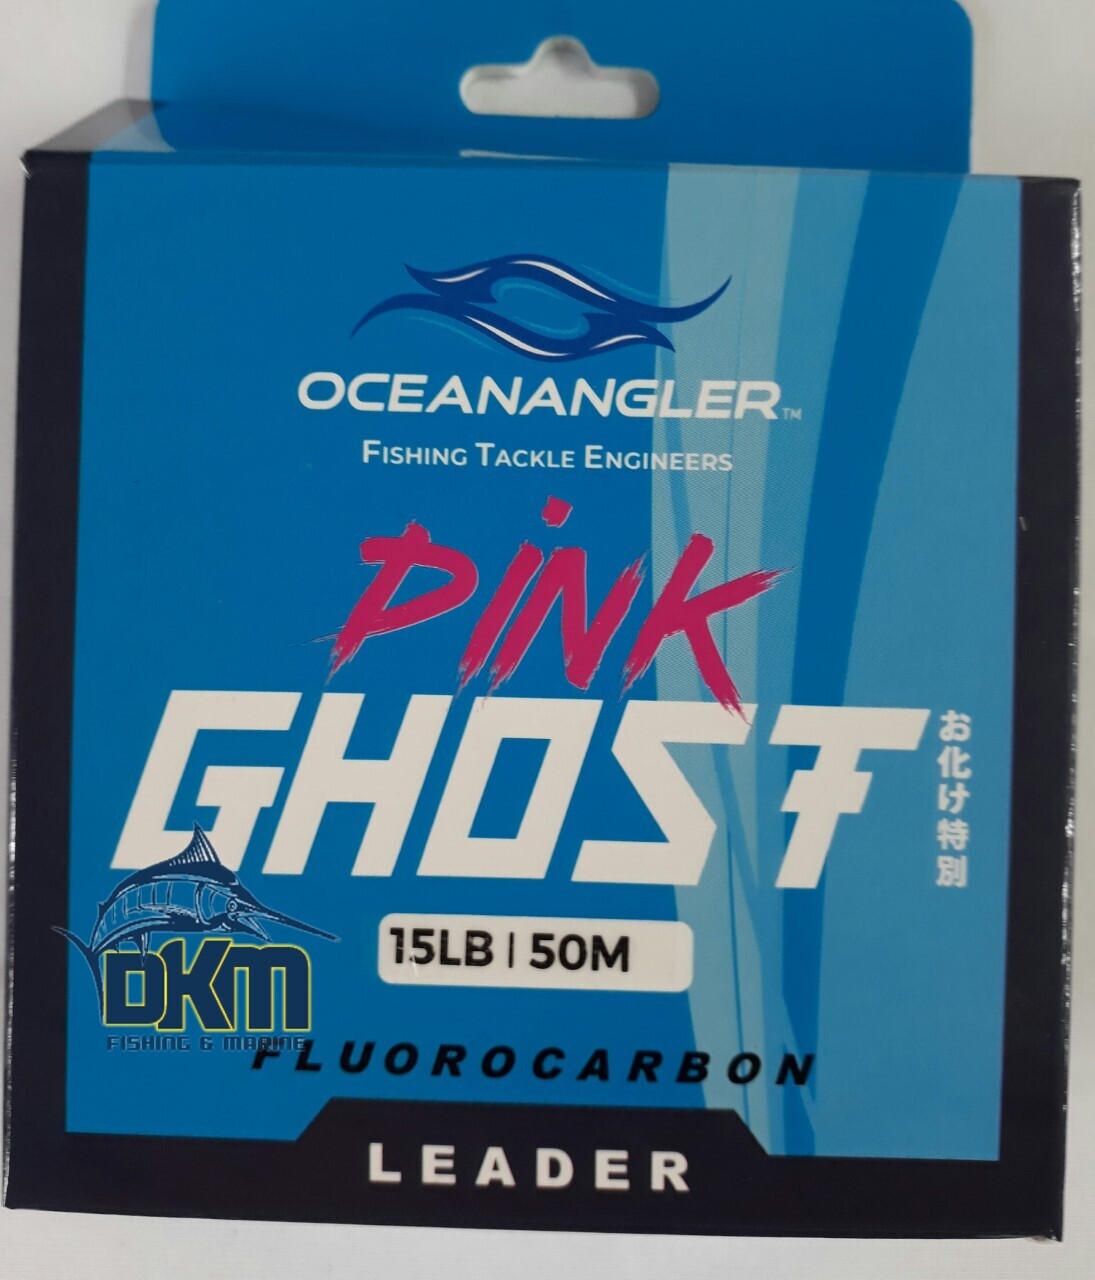 OCEANANGLER™
FISHING TACKLE ENGINEERS
PINK
GHOST
お化け特別
15LB | 50M
DKM
FISHING & MARINE
FLUOROCARBON
LEADER